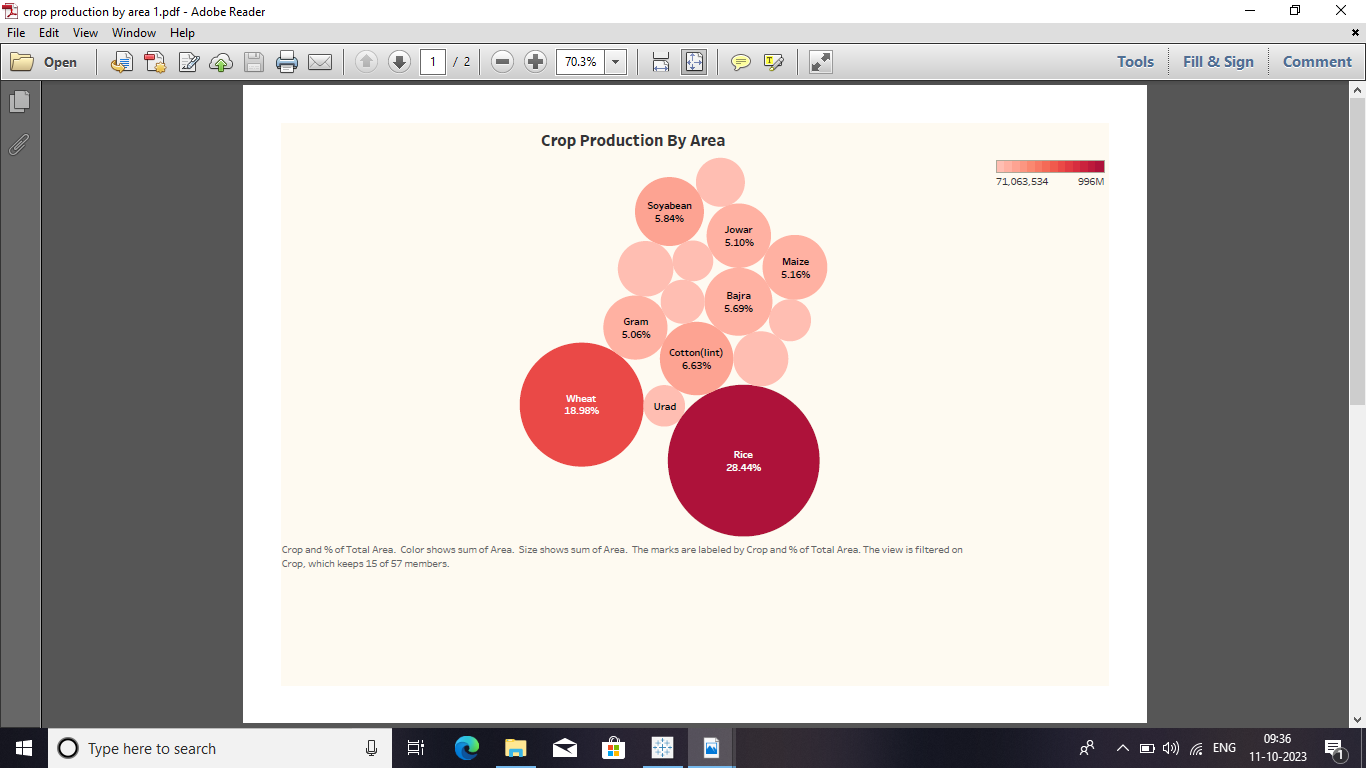 crop production by area 1.pdf - Adobe Reader
File Edit View Window Help
Open
1 / 2
70.3%
Tools Fill & Sign Comment
Crop Production By Area
71,063,534 996M
Soyabean
5.84%
Jowar
5.10%
Maize
5.16%
Bajra
5.69%
Gram
5.06%
Cotton(lint)
6.63%
Wheat
18.98%
Urad
Rice
28.44%
Crop and % of Total Area.  Color shows sum of Area.  Size shows sum of Area.  The marks are labeled by Crop and % of Total Area. The view is filtered on
Crop, which keeps 15 of 57 members.
Type here to search
ENG
09:36
11-10-2023
1